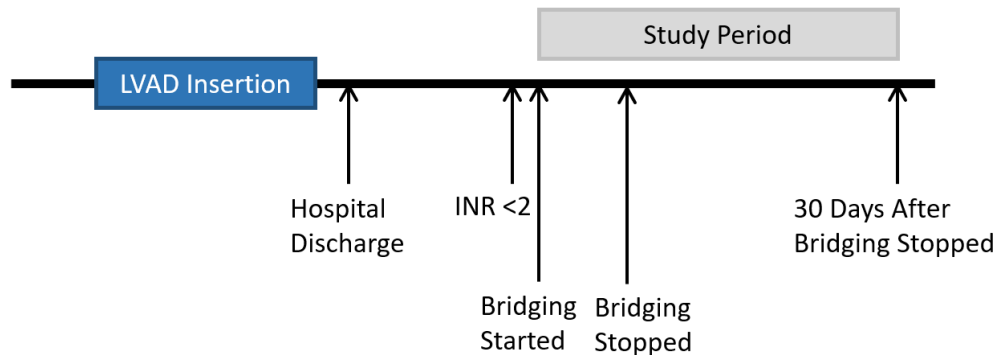 Study Period
LVAD Insertion
Hospital
Discharge
INR <2
30 Days After
Bridging Stopped
Bridging
Started
Bridging
Stopped